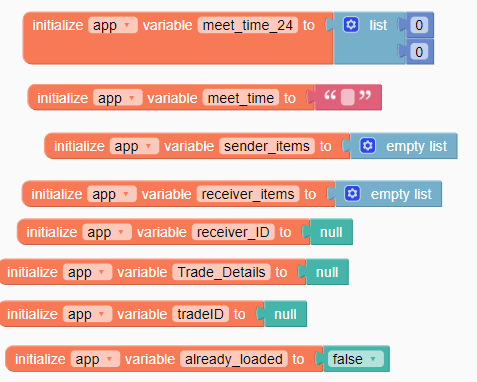 initialize app variable meet_time_24 to list 0
0
initialize app variable meet_time to “ ”
initialize app variable sender_items to empty list
initialize app variable receiver_items to empty list
initialize app variable receiver_ID to null
initialize app variable Trade_Details to null
initialize app variable tradeID to null
initialize app variable already_loaded to false